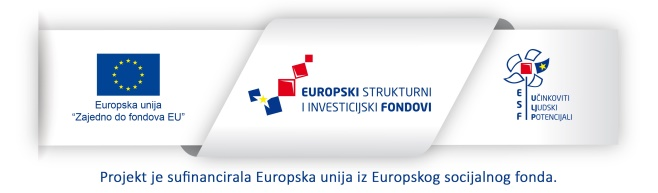 Europska unija
“Zajedno do fondova EU”
EUROPSKI STRUKTURNI
I INVESTICIJSKI FONDOVI
E
S
F
UČINKOVITI
LJUDSKI
POTENCIJALI
Projekt je sufinancirala Europska unija iz Europskog socijalnog fonda.